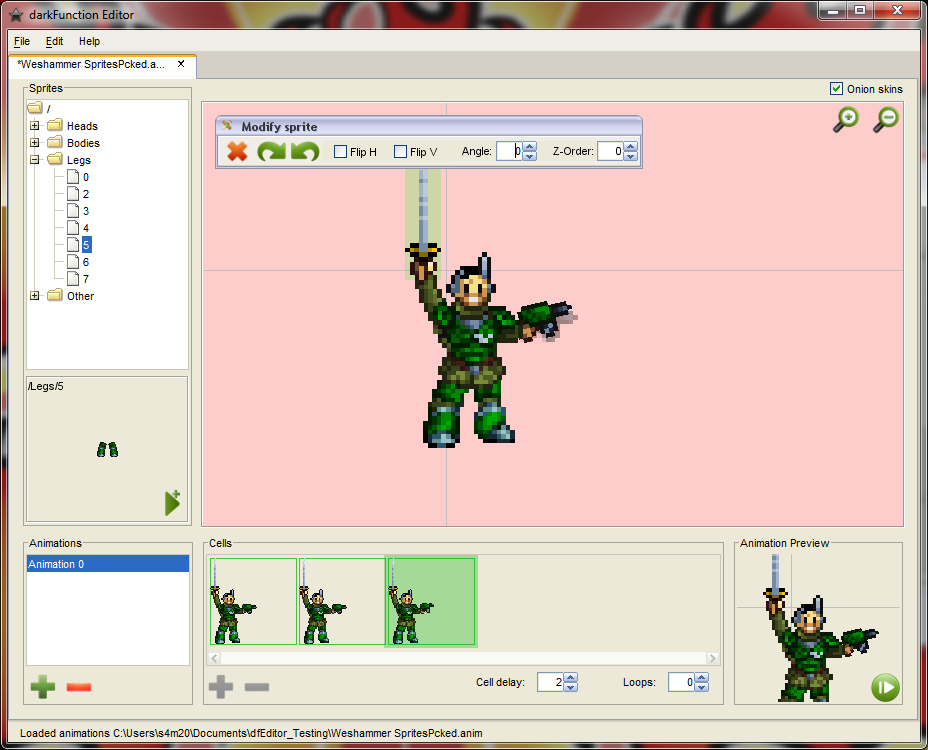 darkFunction Editor
File Edit Help
*Weshammer SpritesPcked.a...
Sprites
Onion skins
/
Heads
Bodies
Legs
0
2
3
4
5
6
7
Other
Modify sprite
Flip H Flip V Angle: 0 Z-Order: 0
/Legs/5
Animations
Animation 0
Cells
Cell delay: 2 Loops: 0
Animation Preview
Loaded animations C:\Users\s4m20\Documents\dfEditor_Testing\Weshammer SpritesPcked.anim